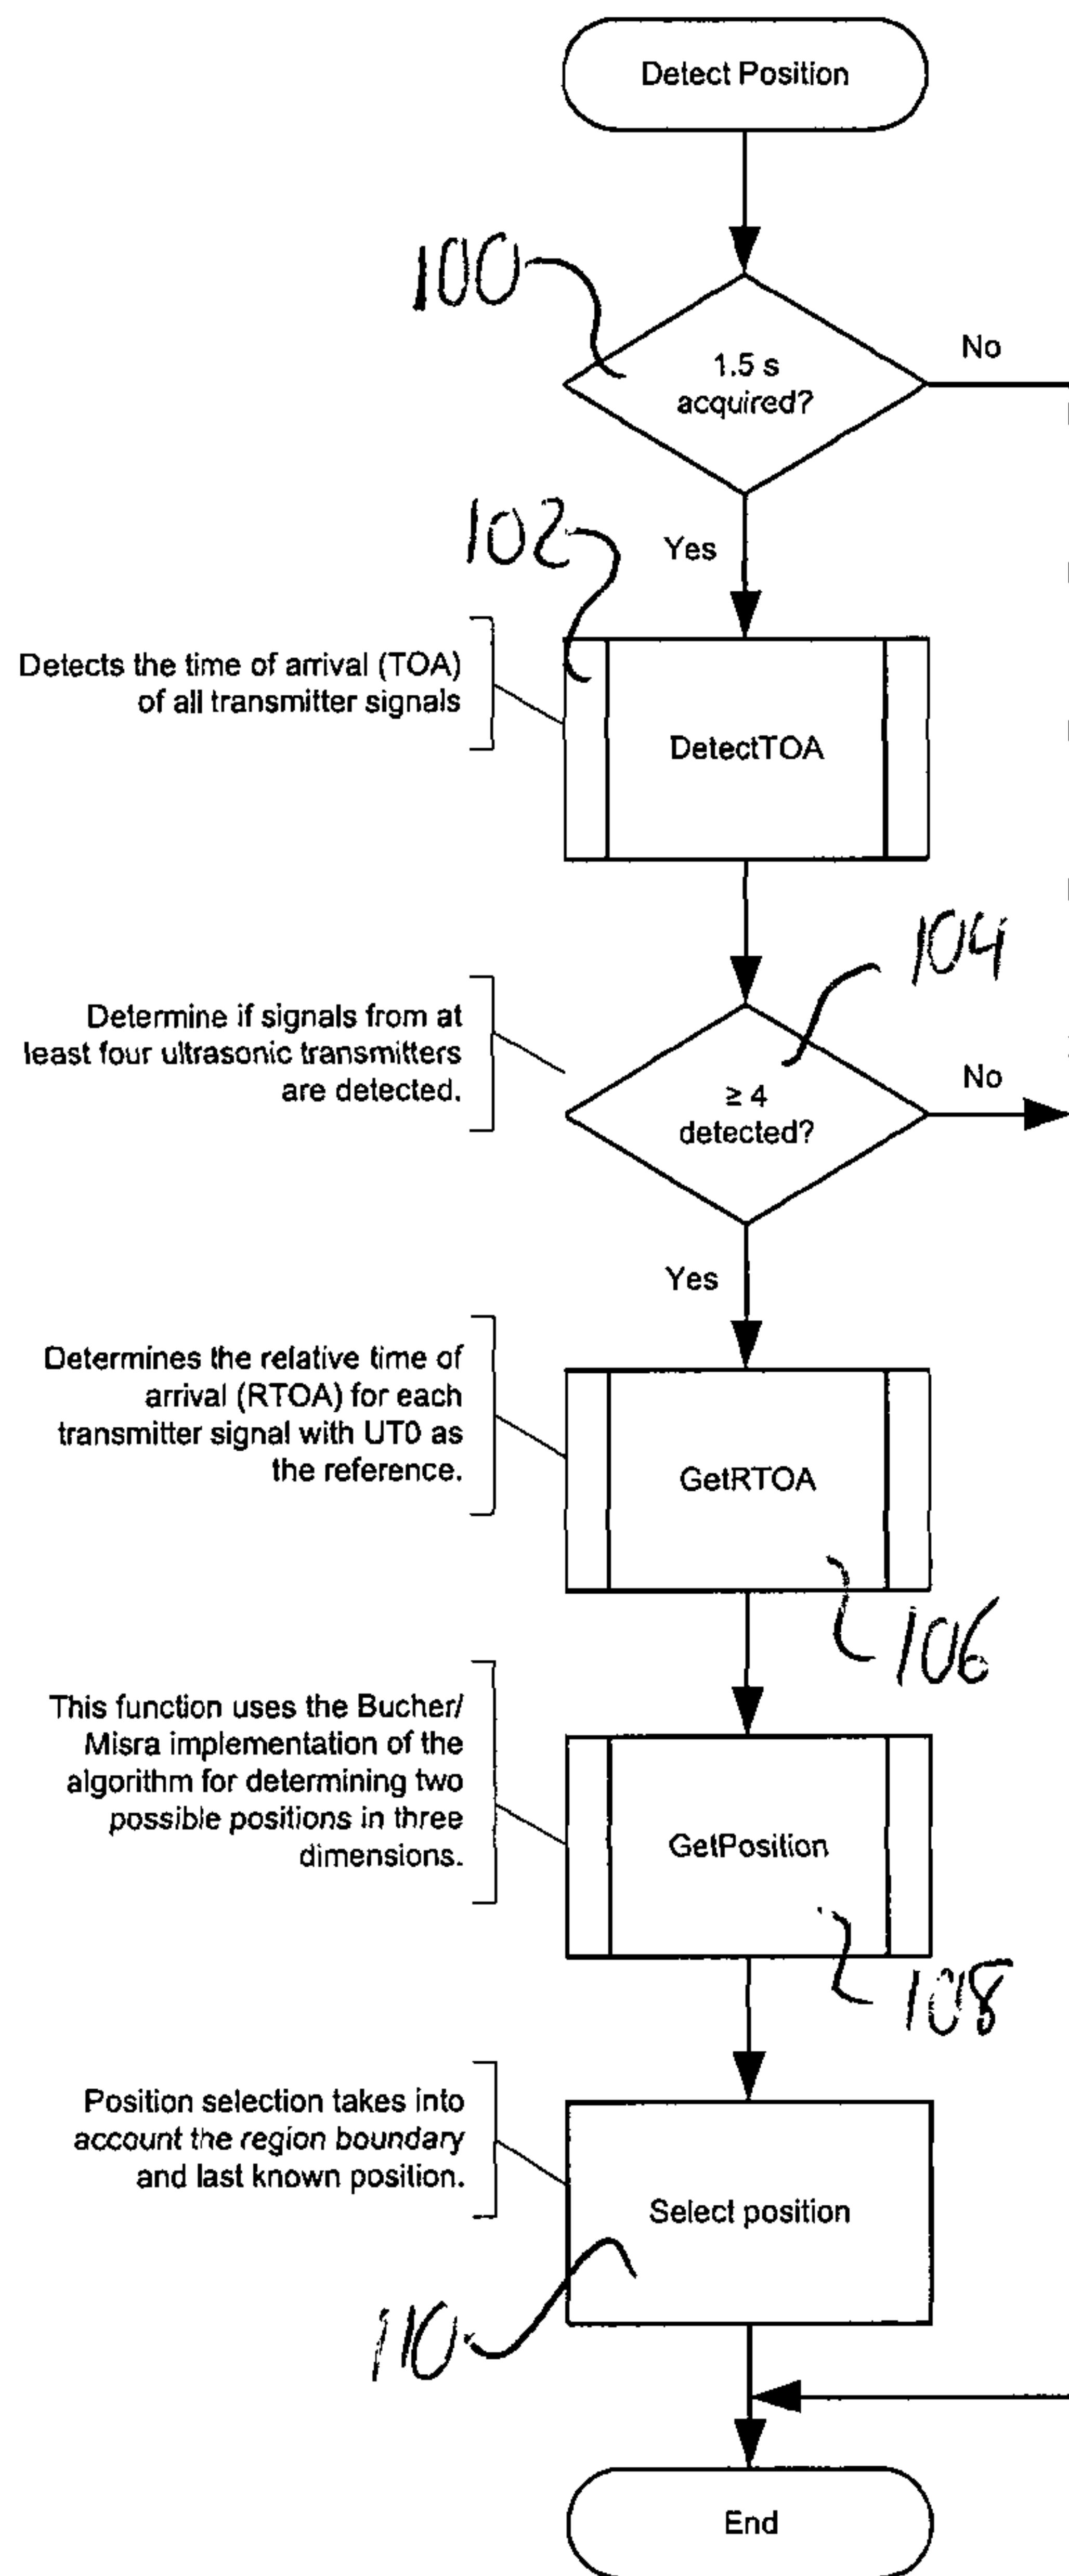 Detect Position
100
1.5 s
acquired?
No
102
Yes
Detects the time of arrival (TOA)
of all transmitter signals
DetectTOA
104
Determine if signals from at
least four ultrasonic transmitters
are detected.
≥ 4
detected?
No
Yes
Determines the relative time of
arrival (RTOA) for each
transmitter signal with UT0 as
the reference.
GetRTOA
106
This function uses the Bucher/
Misra implementation of the
algorithm for determining two
possible positions in three
dimensions.
GetPosition
108
Position selection takes into
account the region boundary
and last known position.
Select position
110
End